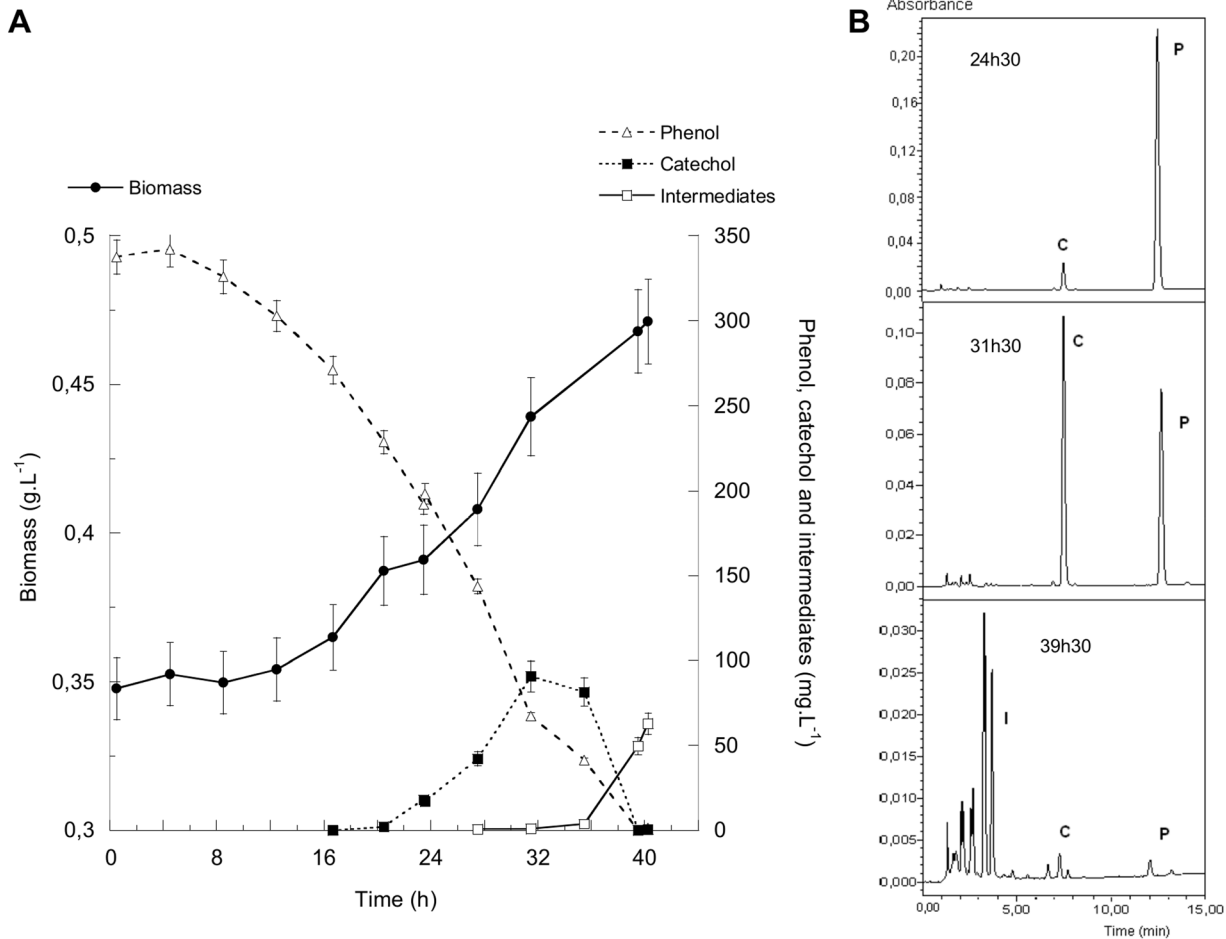 A
B
Absorbance
Phenol
Catechol
Intermediates
Biomass
0,5
0,45
0,4
0,35
0,3
Biomass (g.L-1)
350
300
250
200
150
100
50
0
Phenol, catechol and intermediates (mg.L-1)
0
8
16
24
32
40
Time (h)
24h30
P
C
0,20
0,16
0,12
0,08
0,04
0,00
31h30
C
P
0,10
0,08
0,06
0,04
0,02
0,00
39h30
I
C
P
0,030
0,025
0,020
0,015
0,010
0,005
0,000
0,00
5,00
10,00
15,00
Time (min)